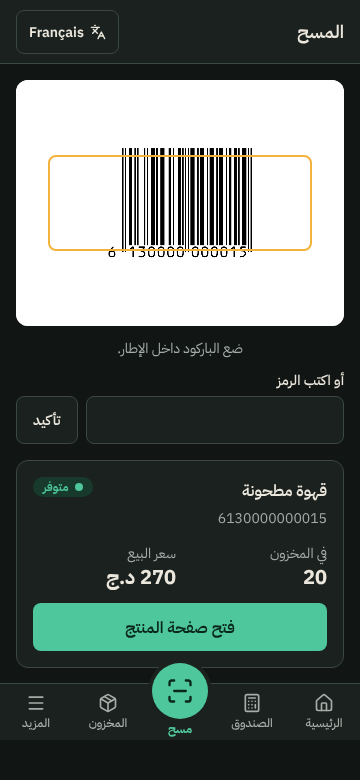 المسح
Français
6 130000 000015
ضع الباركود داخل الإطار.
أو اكتب الرمز
تأكيد
قهوة مطحونة
متوفر
6130000000015
في المخزون
سعر البيع
20
270 د.ج
فتح صفحة المنتج
الرئيسية
الصندوق
مسح
المخزون
المزيد